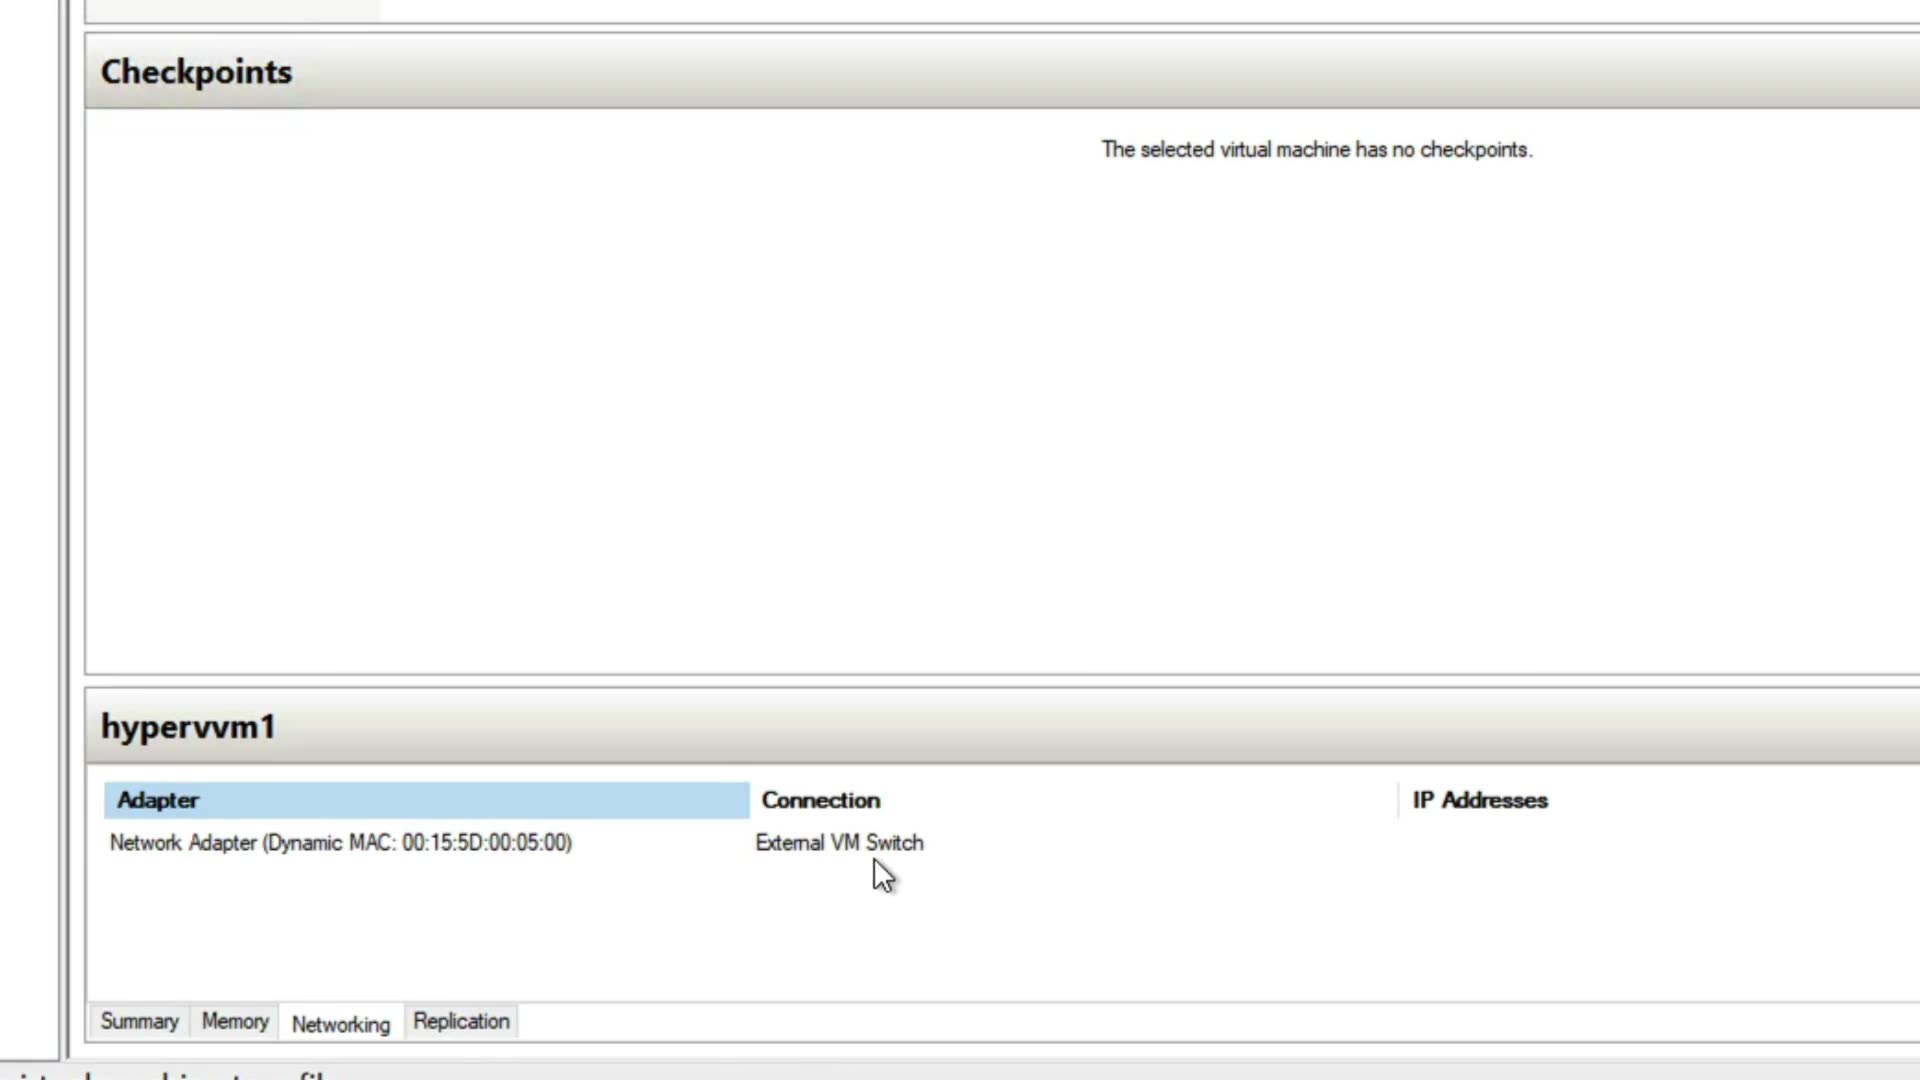 Checkpoints
The selected virtual machine has no checkpoints.
hypervvm1
Adapter Connection IP Addresses
Network Adapter (Dynamic MAC: 00:15:5D:00:05:00) External VM Switch
Summary Memory Networking Replication